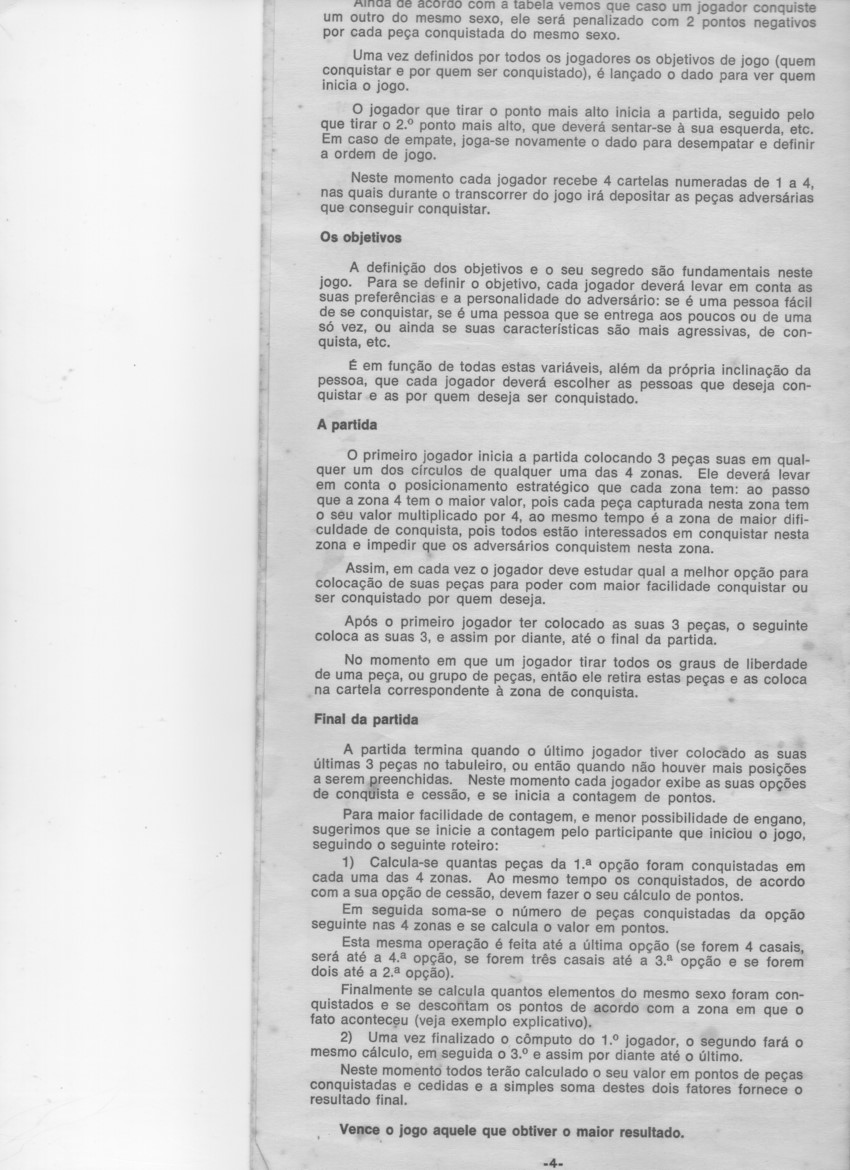 Ainda de acordo com a tabela vemos que caso um jogador conquiste
um outro do mesmo sexo, ele será penalizado com 2 pontos negativos
por cada peça conquistada do mesmo sexo.
Uma vez definidos por todos os jogadores os objetivos de jogo (quem
conquistar e por quem ser conquistado), é lançado o dado para ver quem
inicia o jogo.
O jogador que tirar o ponto mais alto inicia a partida, seguido pelo
que tirar o 2.º ponto mais alto, que deverá sentar-se à sua esquerda, etc.
Em caso de empate, joga-se novamente o dado para desempatar e definir
a ordem de jogo.
Neste momento cada jogador recebe 4 cartelas numeradas de 1 a 4,
nas quais durante o transcorrer do jogo irá depositar as peças adversárias
que conseguir conquistar.
Os objetivos
A definição dos objetivos e o seu segredo são fundamentais neste
jogo. Para se definir o objetivo, cada jogador deverá levar em conta as
suas preferências e a personalidade do adversário: se é uma pessoa fácil
de se conquistar, se é uma pessoa que se entrega aos poucos ou de uma
só vez, ou ainda se suas características são mais agressivas, de con-
quista, etc.
É em função de todas estas variáveis, além da própria inclinação da
pessoa, que cada jogador deverá escolher as pessoas que deseja con-
quistar e as por quem deseja ser conquistado.
A partida
O primeiro jogador inicia a partida colocando 3 peças suas em qual-
quer um dos círculos de qualquer uma das 4 zonas. Ele deverá levar
em conta o posicionamento estratégico que cada zona tem: ao passo
que a zona 4 tem o maior valor, pois cada peça capturada nesta zona tem
o seu valor multiplicado por 4, ao mesmo tempo é a zona de maior difi-
culdade de conquista, pois todos estão interessados em conquistar nesta
zona e impedir que os adversários conquistem nesta zona.
Assim, em cada vez o jogador deve estudar qual a melhor opção para
colocação de suas peças para poder com maior facilidade conquistar ou
ser conquistado por quem deseja.
Após o primeiro jogador ter colocado as suas 3 peças, o seguinte
coloca as suas 3, e assim por diante, até o final da partida.
No momento em que um jogador tirar todos os graus de liberdade
de uma peça, ou grupo de peças, então ele retira estas peças e as coloca
na cartela correspondente à zona de conquista.
Final da partida
A partida termina quando o último jogador tiver colocado as suas
últimas 3 peças no tabuleiro, ou então quando não houver mais posições
a serem preenchidas. Neste momento cada jogador exibe as suas opções
de conquista e cessão, e se inicia a contagem de pontos.
Para maior facilidade de contagem, e menor possibilidade de engano,
sugerimos que se inicie a contagem pelo participante que iniciou o jogo,
seguindo o seguinte roteiro:
1) Calcula-se quantas peças da 1.ª opção foram conquistadas em
cada uma das 4 zonas. Ao mesmo tempo os conquistados, de acordo
com a sua opção de cessão, devem fazer o seu cálculo de pontos.
Em seguida soma-se o número de peças conquistadas da opção
seguinte nas 4 zonas e se calcula o valor em pontos.
Esta mesma operação é feita até a última opção (se forem 4 casais,
será até a 4.ª opção, se forem três casais até a 3.ª opção e se forem
dois até a 2.ª opção).
Finalmente se calcula quantos elementos do mesmo sexo foram con-
quistados e se descontam os pontos de acordo com a zona em que o
fato aconteceu (veja exemplo explicativo).
2) Uma vez finalizado o cômputo do 1.º jogador, o segundo fará o
mesmo cálculo, em seguida o 3.º e assim por diante até o último.
Neste momento todos terão calculado o seu valor em pontos de peças
conquistadas e cedidas e a simples soma destes dois fatores fornece o
resultado final.
Vence o jogo aquele que obtiver o maior resultado.
-4-